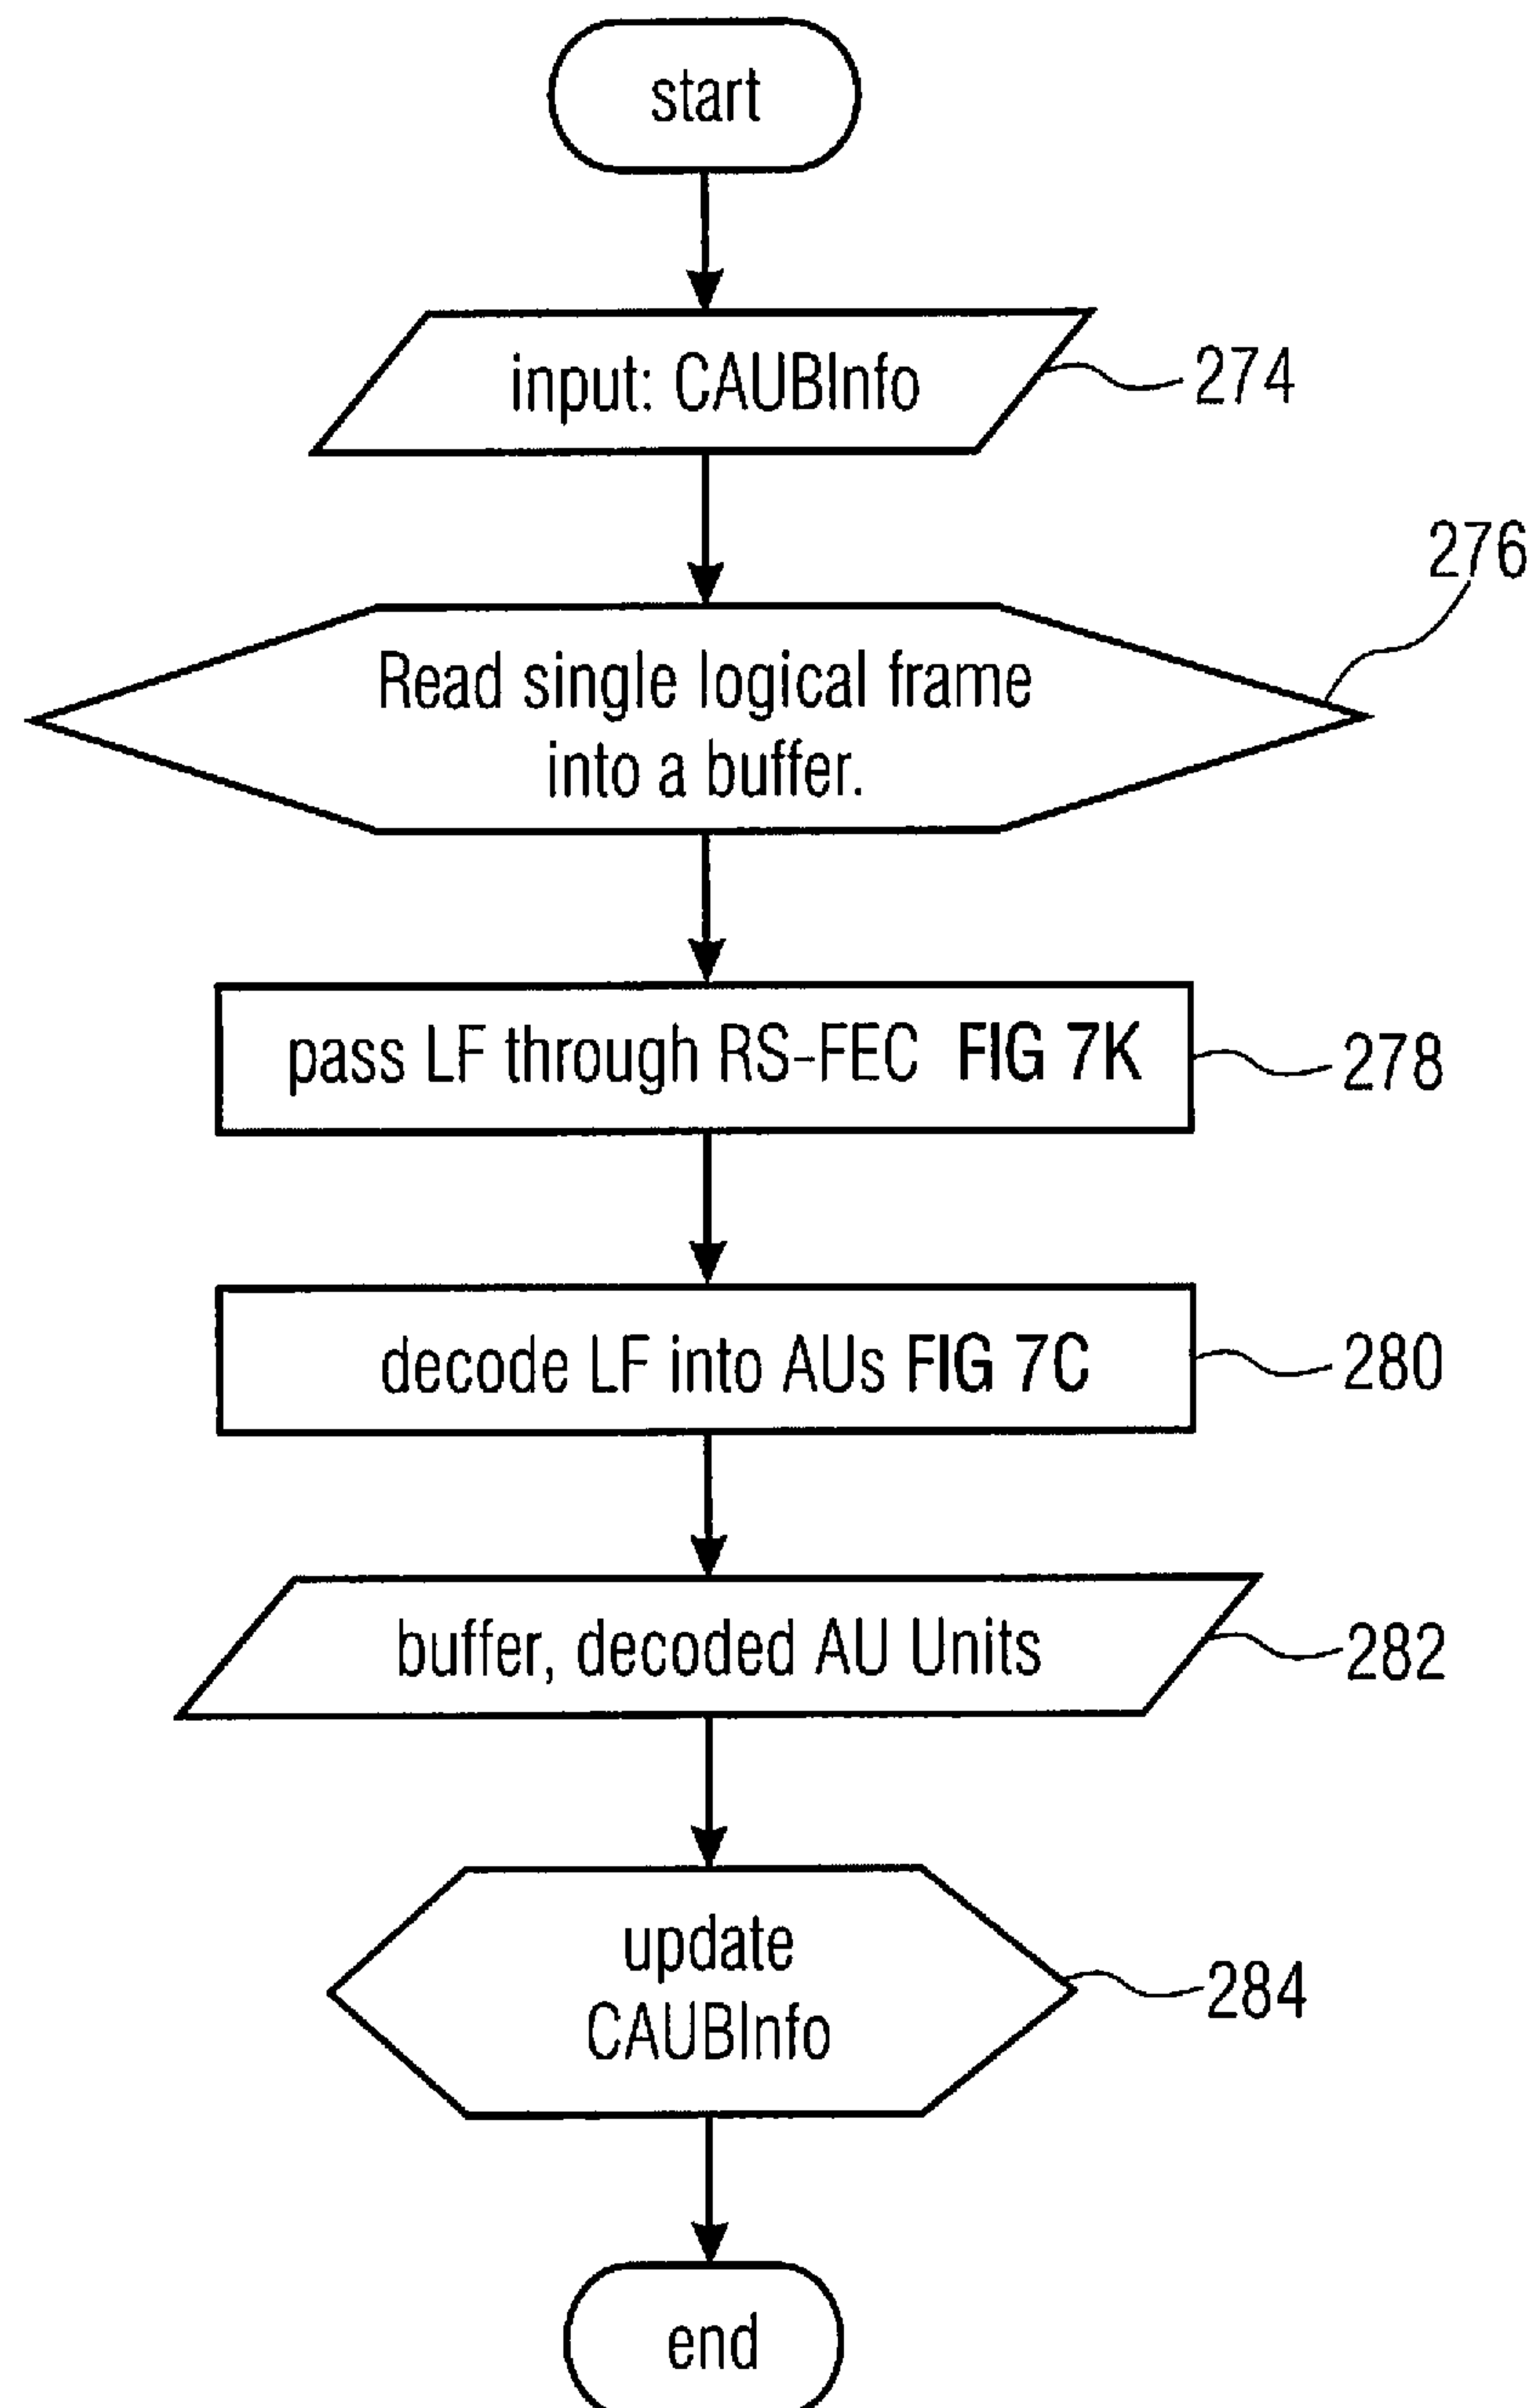 start
input: CAUBInfo
274
276
Read single logical frame
into a buffer.
pass LF through RS-FEC FIG 7K
278
decode LF into AUs FIG 7C
280
buffer, decoded AU Units
282
update
CAUBInfo
284
end